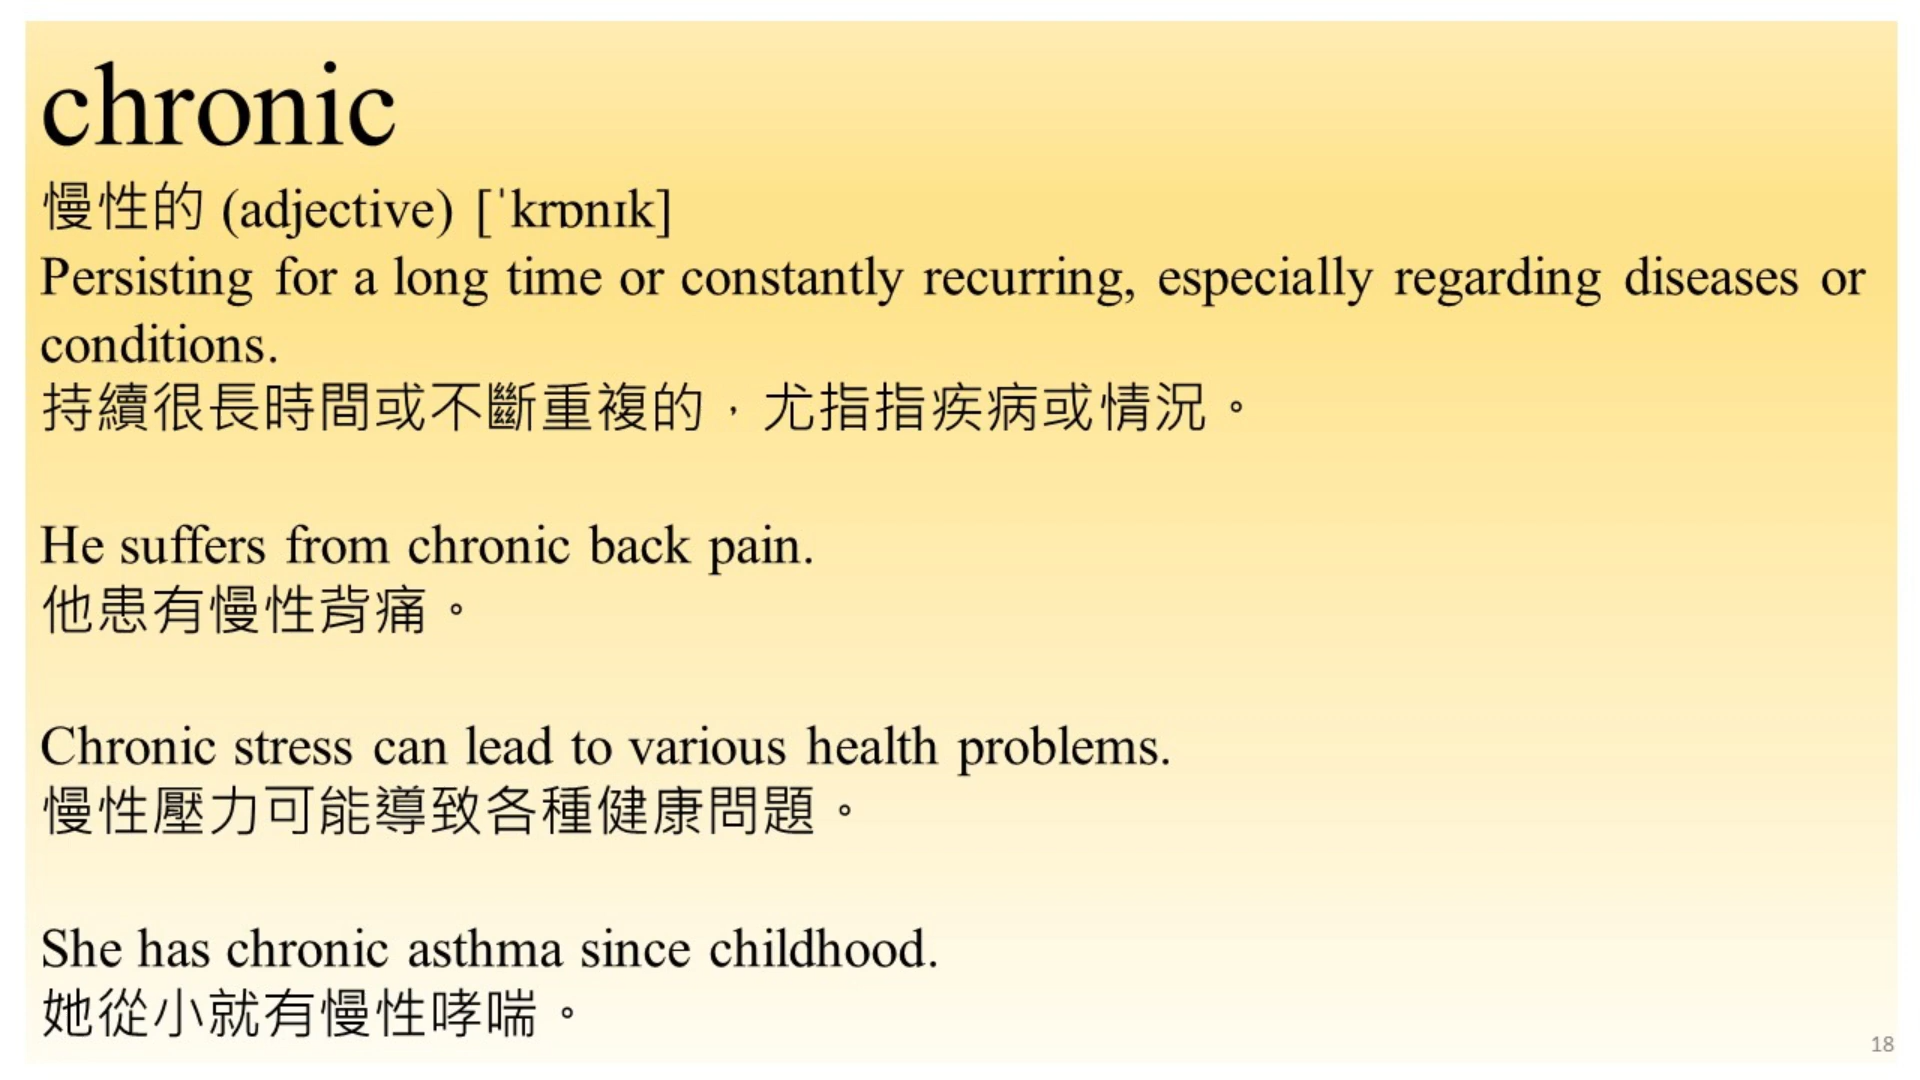 chronic
慢性的 (adjective) [ˈkrɒnɪk]
Persisting for a long time or constantly recurring, especially regarding diseases or
conditions.
持續很長時間或不斷重複的，尤指指疾病或情況。
He suffers from chronic back pain.
他患有慢性背痛。
Chronic stress can lead to various health problems.
慢性壓力可能導致各種健康問題。
She has chronic asthma since childhood.
她從小就有慢性哮喘。
18